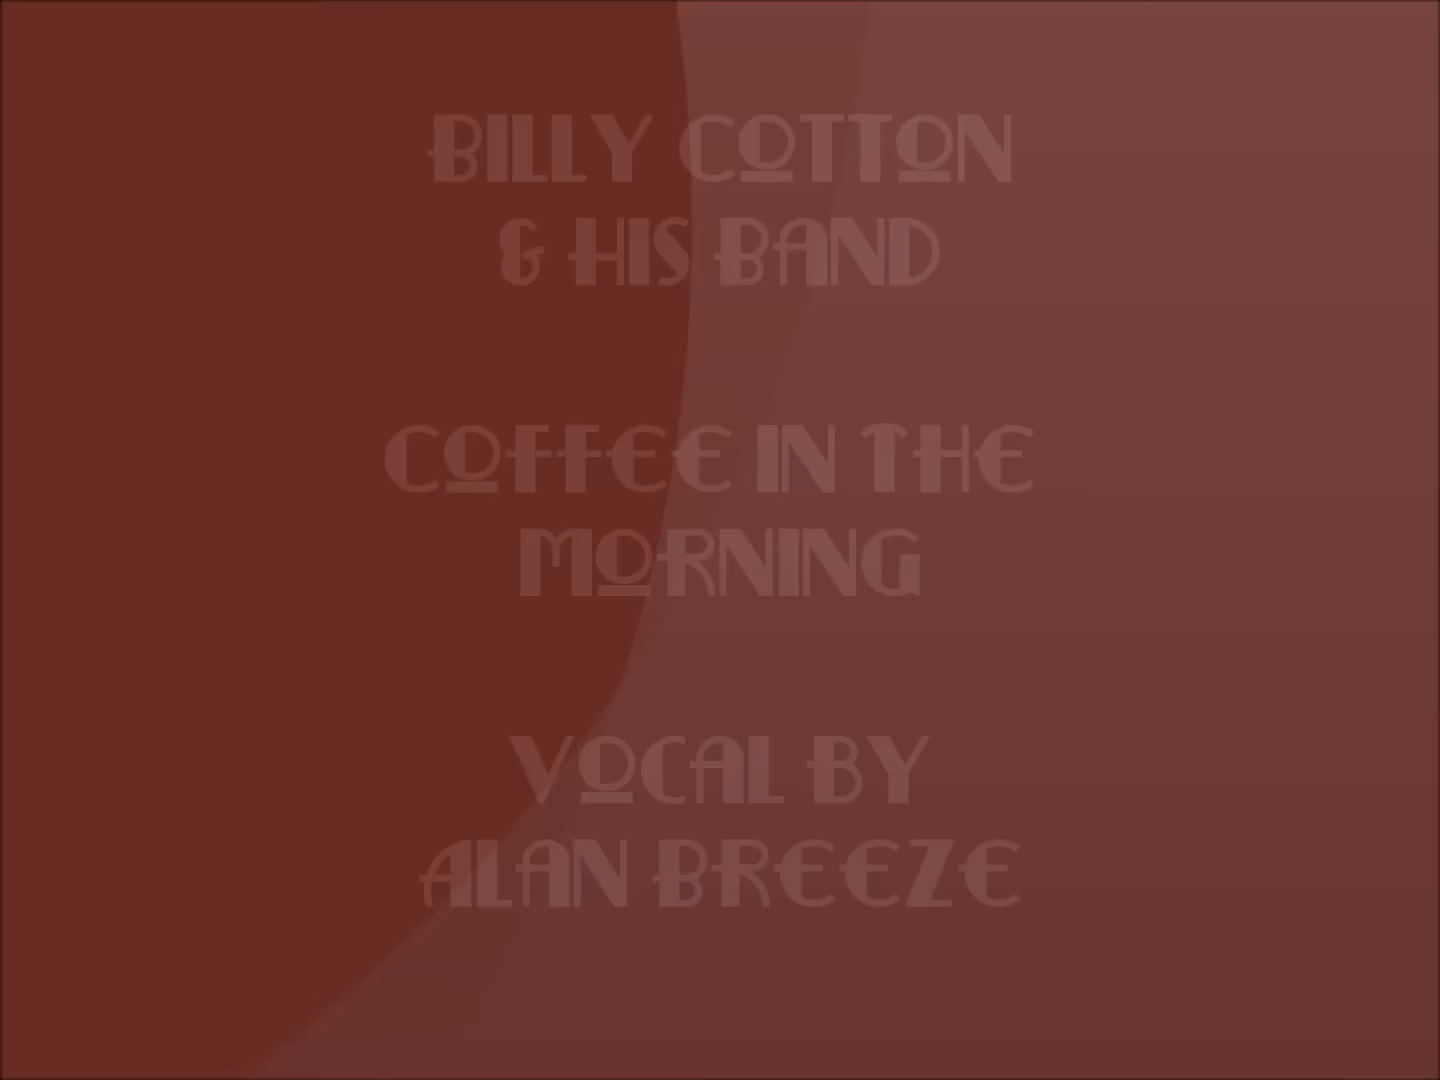 BILLY COTTON
& HIS BAND
COFFEE IN THE
MORNING
VOCAL BY
ALAN BREEZE